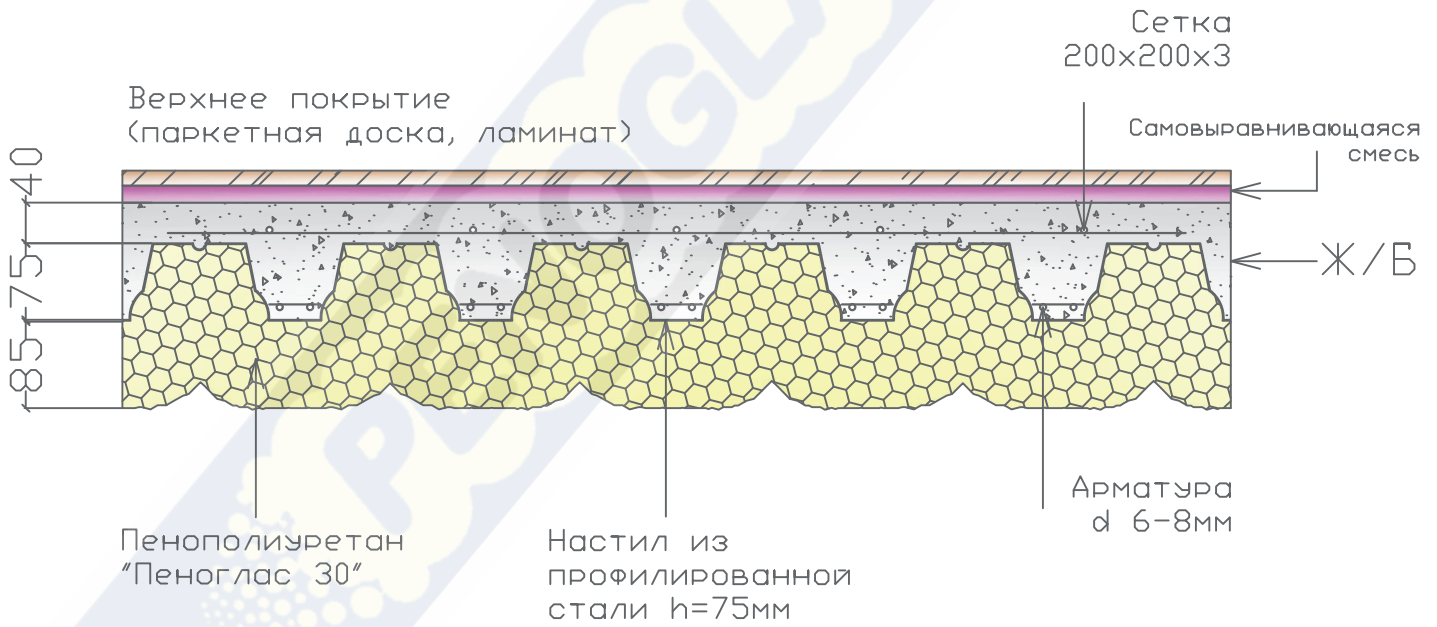 Сетка
200х200х3
Верхнее покрытие
(паркетная доска, ламинат)
Самовыравнивающаяся
смесь
40
75
85
Ж/Б
Арматура
d 6-8мм
Пенополиуретан
"Пеноглас 30"
Настил из
профилированной
стали h=75мм
PENOGL